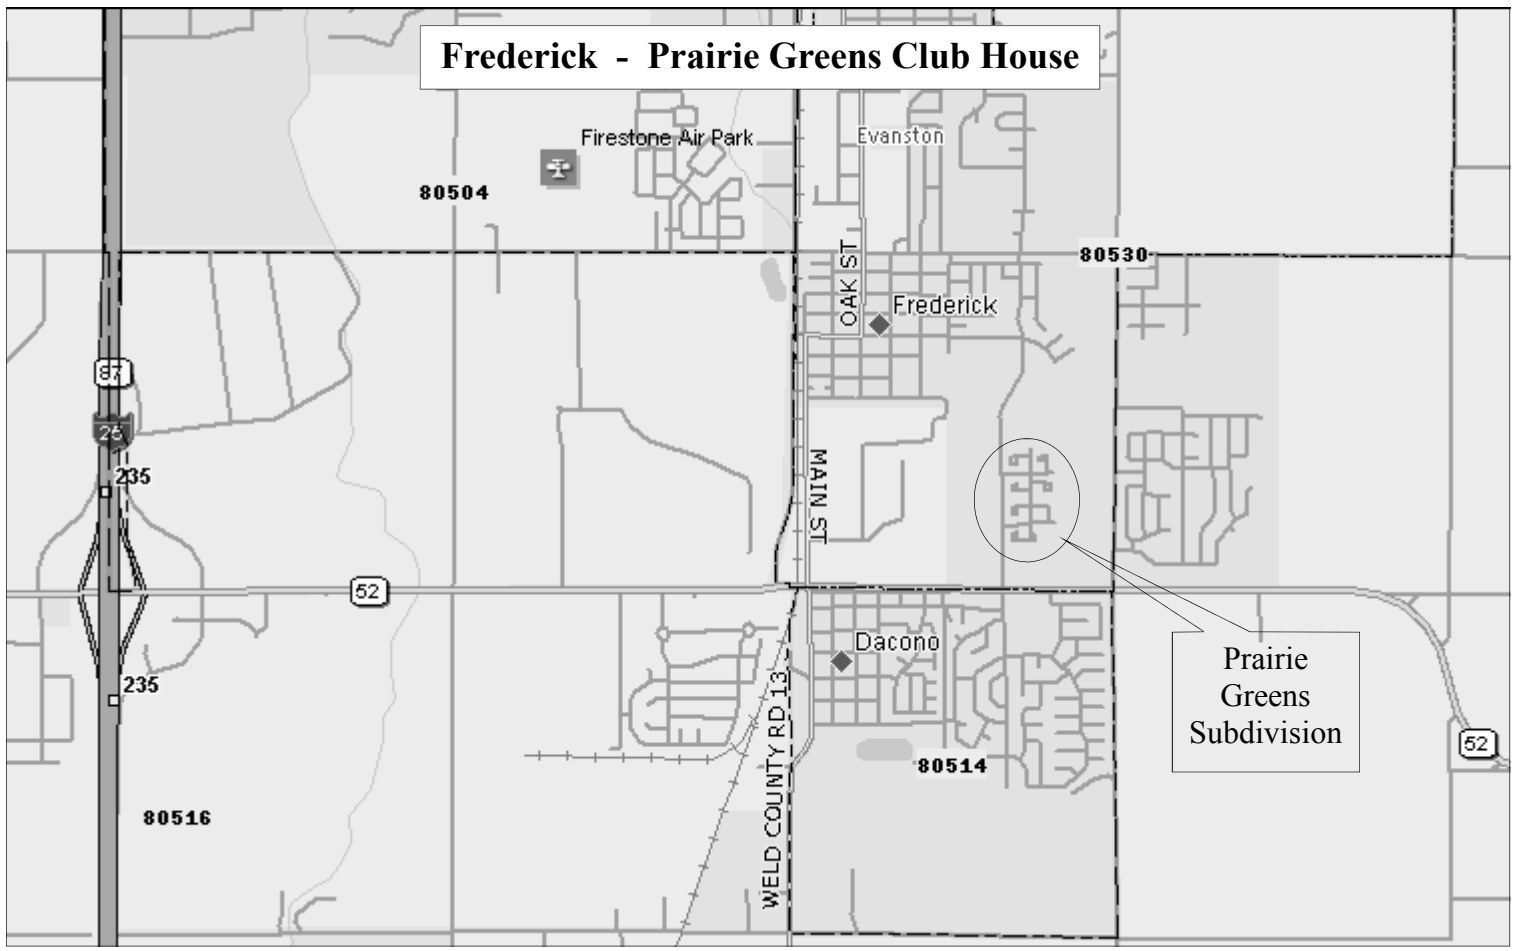 Frederick - Prairie Greens Club House
Firestone Air Park
Evanston
80504
80530
OAK ST
Frederick
87
25
235
MAIN ST
52
Dacono
Prairie
Greens
Subdivision
235
WELD COUNTY RD 13
52
80514
80516